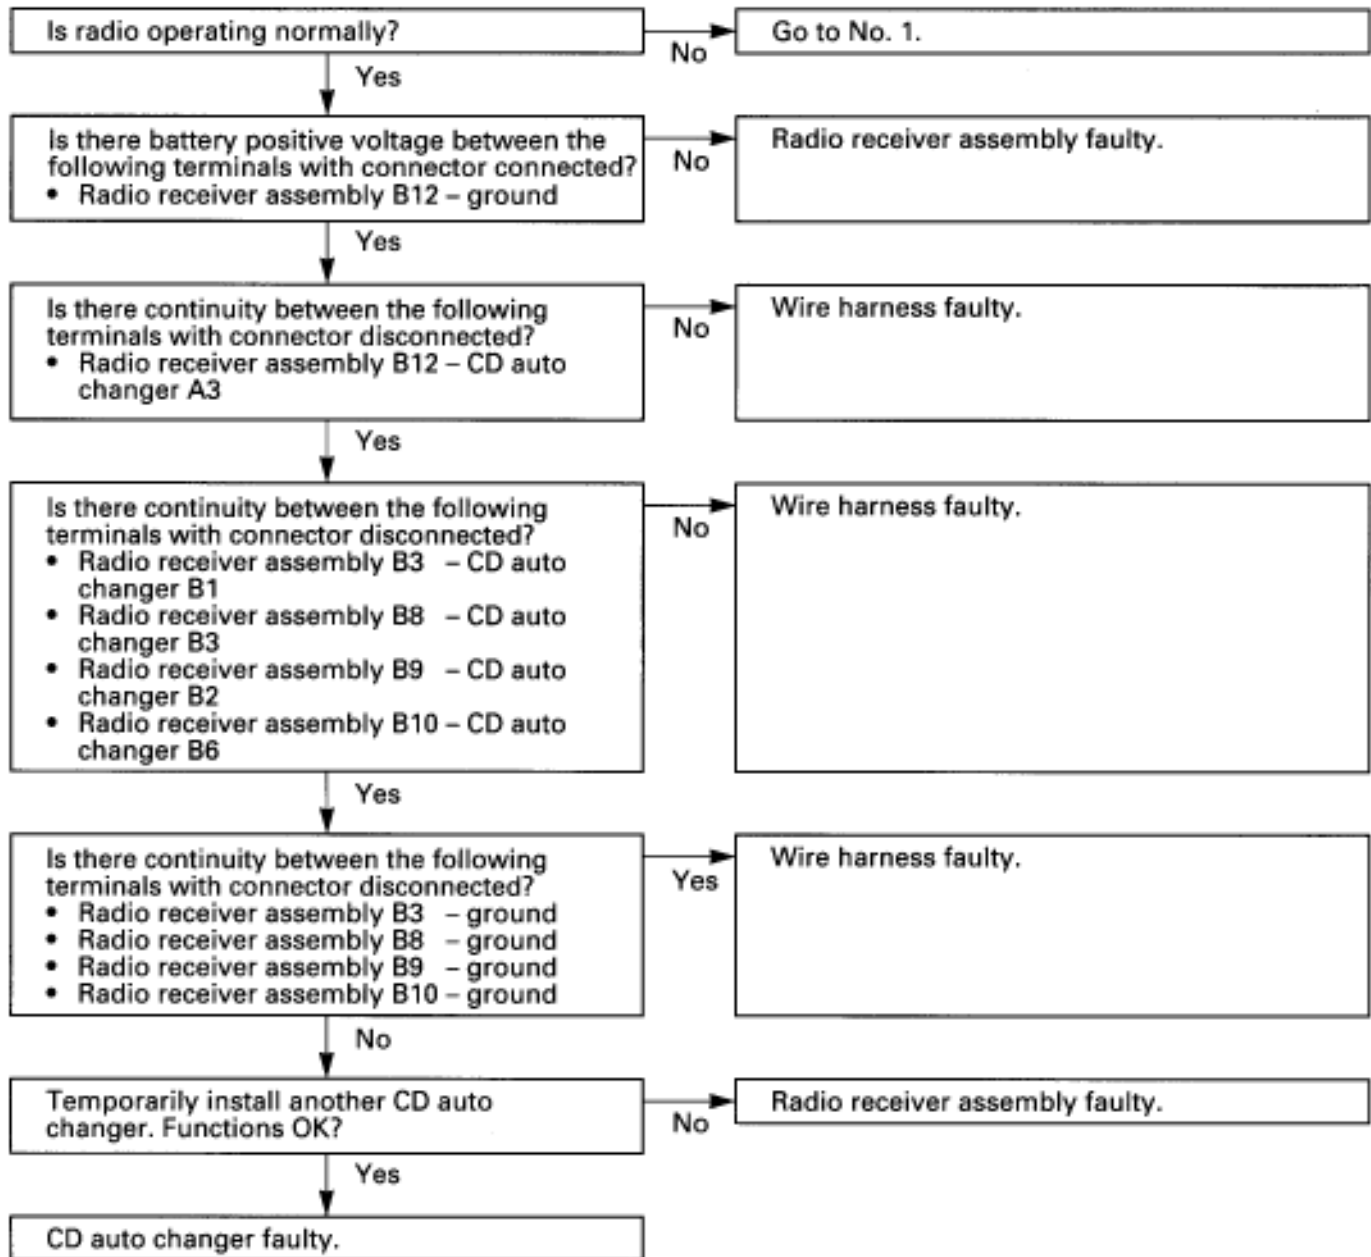 Is radio operating normally?
No
Go to No. 1.
Yes
Is there battery positive voltage between the
following terminals with connector connected?
• Radio receiver assembly B12 – ground
No
Radio receiver assembly faulty.
Yes
Is there continuity between the following
terminals with connector disconnected?
• Radio receiver assembly B12 – CD auto
changer A3
No
Wire harness faulty.
Yes
Is there continuity between the following
terminals with connector disconnected?
• Radio receiver assembly B3 – CD auto
changer B1
• Radio receiver assembly B8 – CD auto
changer B3
• Radio receiver assembly B9 – CD auto
changer B2
• Radio receiver assembly B10 – CD auto
changer B6
No
Wire harness faulty.
Yes
Is there continuity between the following
terminals with connector disconnected?
• Radio receiver assembly B3 – ground
• Radio receiver assembly B8 – ground
• Radio receiver assembly B9 – ground
• Radio receiver assembly B10 – ground
Yes
Wire harness faulty.
No
Temporarily install another CD auto
changer. Functions OK?
No
Radio receiver assembly faulty.
Yes
CD auto changer faulty.